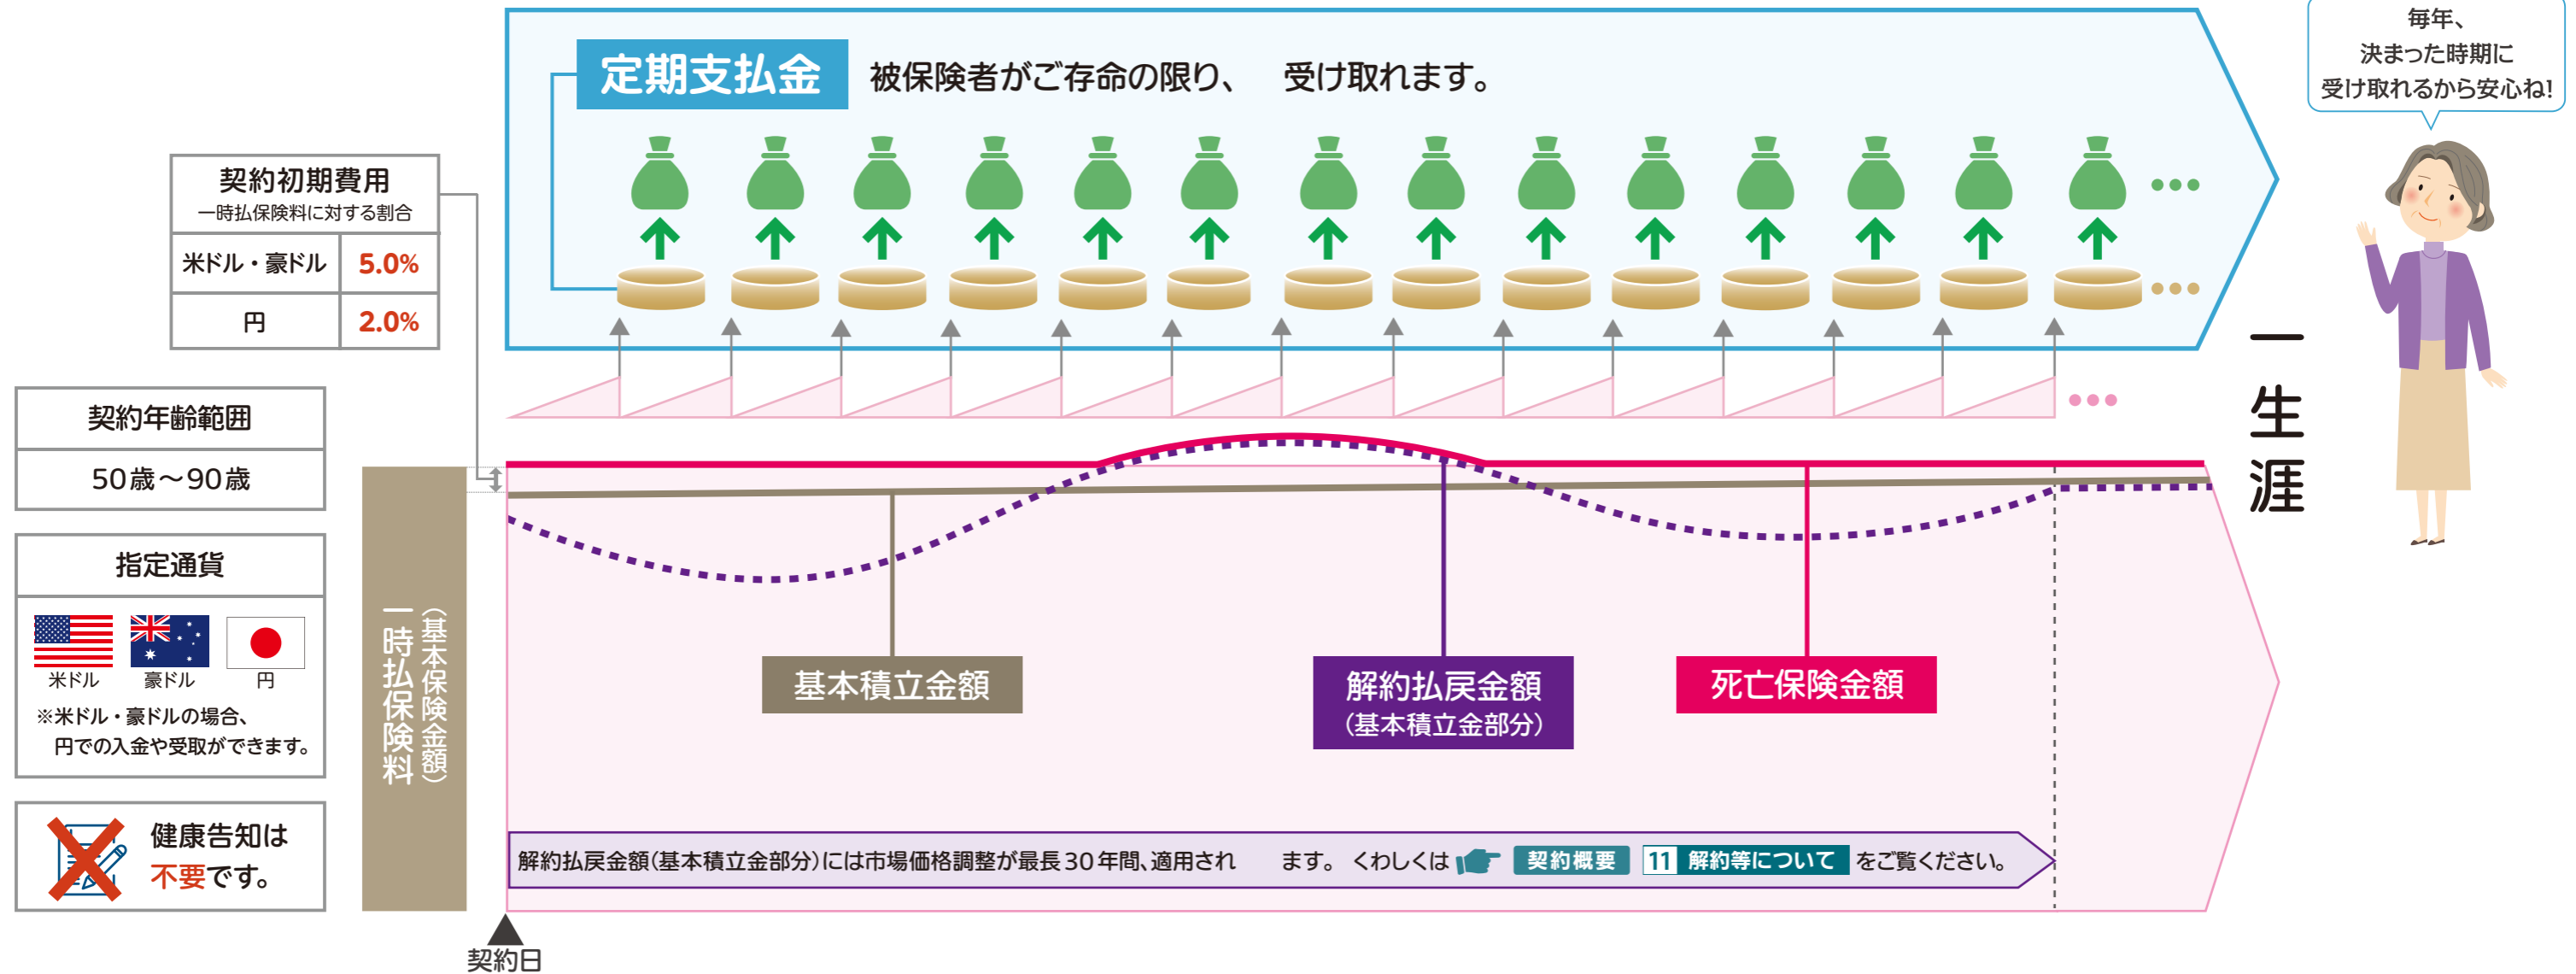 定期支払金 被保険者がご存命の限り、 受け取れます。
毎年、
決まった時期に
受け取れるから安心ね!
契約初期費用
一時払保険料に対する割合
米ドル・豪ドル 5.0%
円 2.0%
契約年齢範囲
50歳〜90歳
指定通貨
米ドル 豪ドル 円
※米ドル・豪ドルの場合、
円での入金や受取ができます。
健康告知は
不要です。
一時払保険料
(基本保険金額)
一生涯
基本積立金額
解約払戻金額
(基本積立金部分)
死亡保険金額
解約払戻金額(基本積立金部分)には市場価格調整が最長30年間、適用され ます。 くわしくは 契約概要 11 解約等について をご覧ください。
契約日